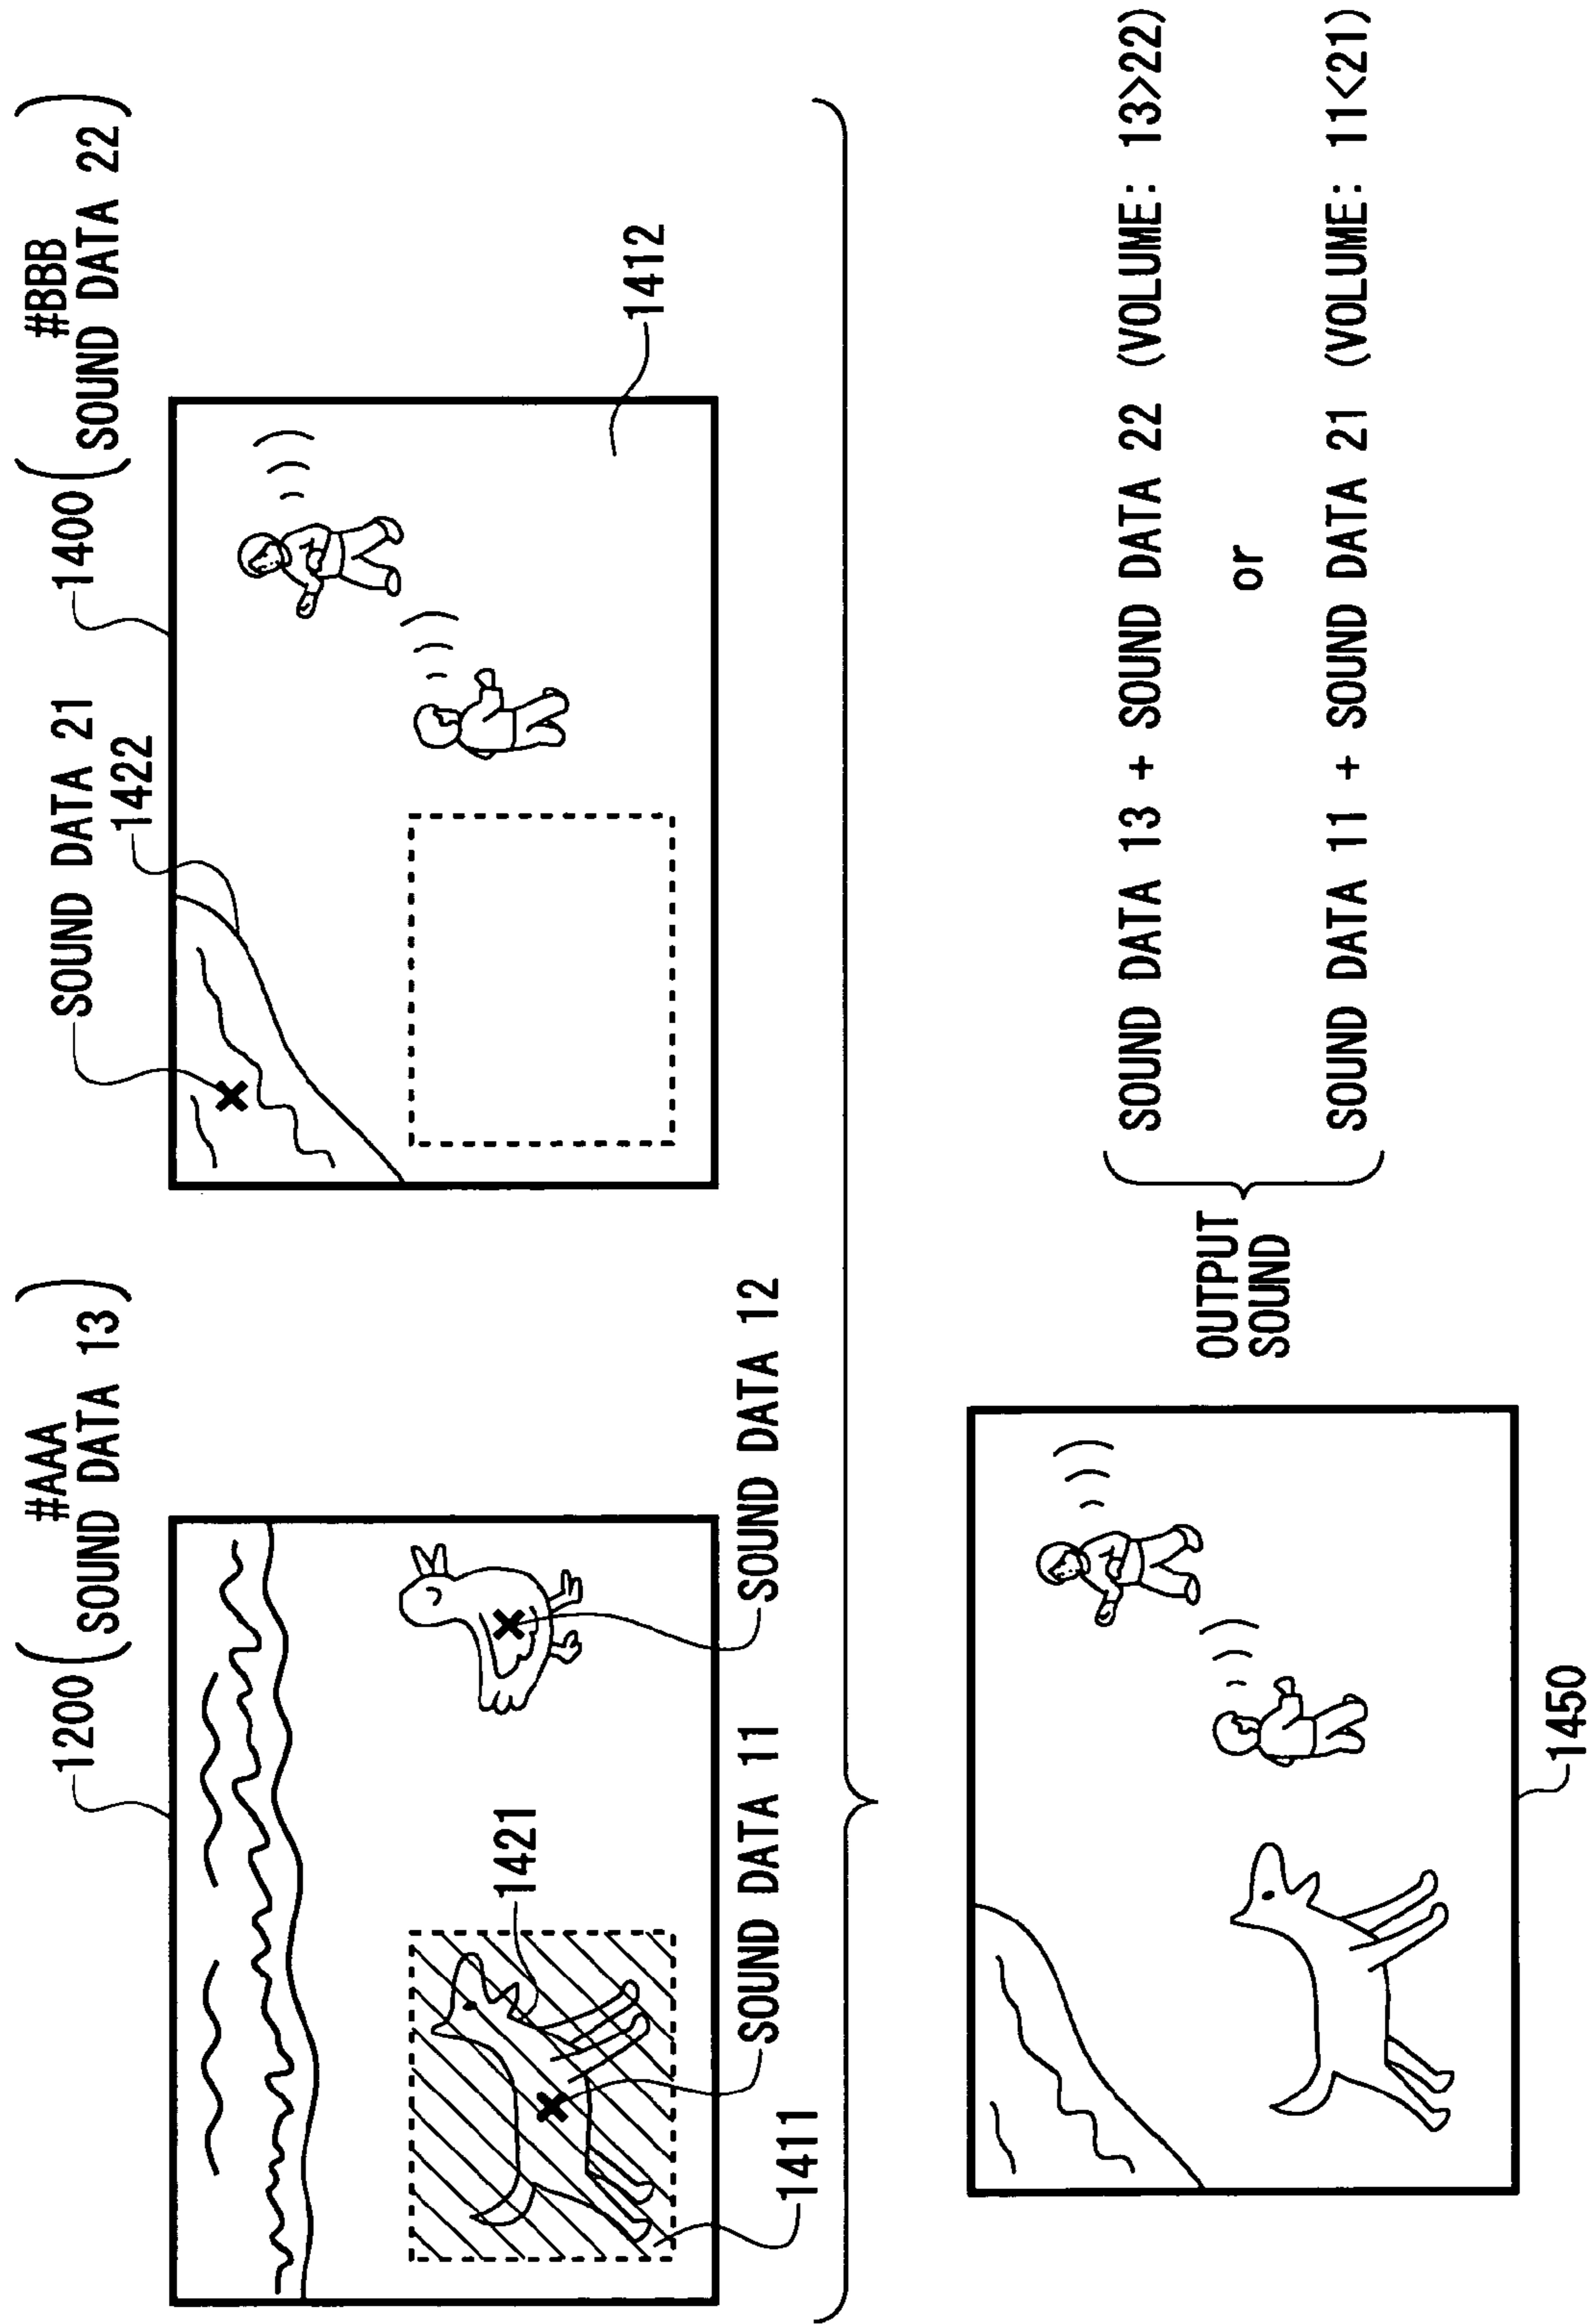 #AAA
1200 (SOUND DATA 13)
#BBB
1400 (SOUND DATA 22)
SOUND DATA 21
1422
1421
SOUND DATA 11
SOUND DATA 12
1411
1412
OUTPUT
SOUND
SOUND DATA 13 + SOUND DATA 22 (VOLUME: 13>22)
or
SOUND DATA 11 + SOUND DATA 21 (VOLUME: 11<21)
1450